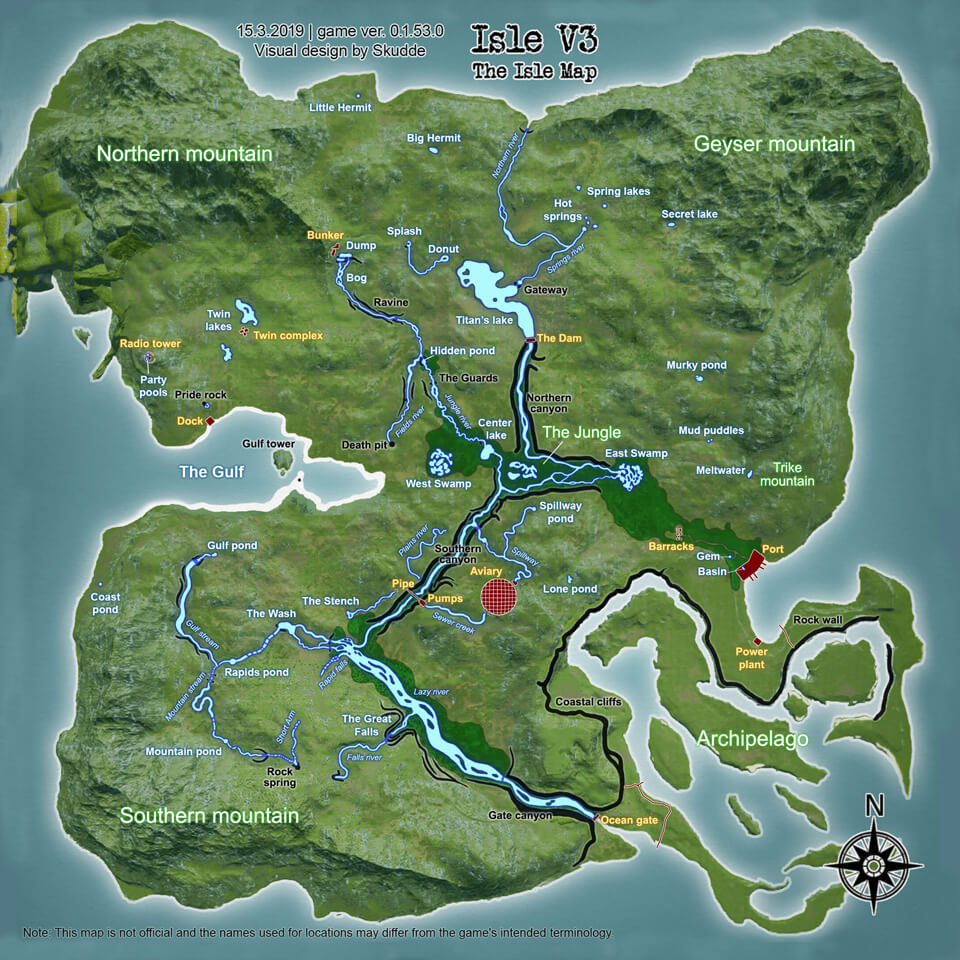 15.3.2019 | game ver. 0.1.53.0
Visual design by Skudde
Isle V3
The Isle Map
Little Hermit
Big Hermit
Northern river
Geyser mountain
Northern mountain
Spring lakes
Hot
springs
Secret lake
Splash
Donut
Bunker
Dump
Bog
Springs river
Gateway
Ravine
Titan's lake
Twin
lakes
Twin complex
The Dam
Radio tower
Party
pools
Hidden pond
The Guards
Murky pond
Pride rock
Dock
Fields river
Jungle river
Northern
canyon
Center
lake
The Jungle
Mud puddles
Gulf tower
Death pit
The Gulf
West Swamp
East Swamp
Meltwater
Trike
mountain
Spillway
pond
Plains river
Southern
canyon
Spillway
Barracks
Gem
Basin
Port
Gulf pond
Aviary
Lone pond
Coast
pond
Pipe
Pumps
The Stench
The Wash
Sewer creek
Gulf stream
Rock wall
Power
plant
Rapids pond
Rapid falls
Mountain stream
Lazy river
Coastal cliffs
The Great
Falls
Short Arm
Archipelago
Mountain pond
Falls river
Rock
spring
Southern mountain
Gate canyon
Ocean gate
N
Note: This map is not official and the names used for locations may differ from the game's intended terminology.